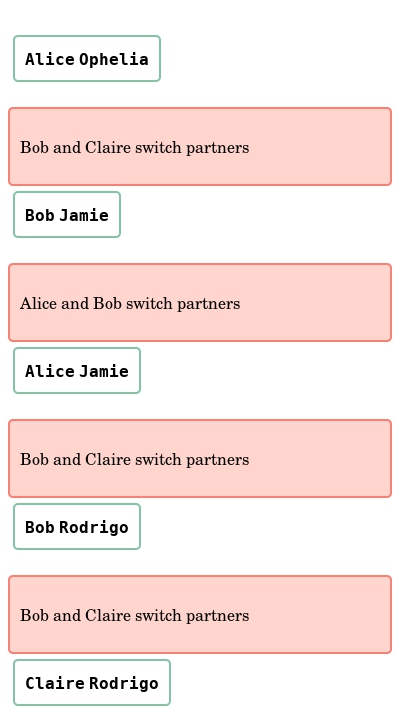 Alice Ophelia
Bob and Claire switch partners
Bob Jamie
Alice and Bob switch partners
Alice Jamie
Bob and Claire switch partners
Bob Rodrigo
Bob and Claire switch partners
Claire Rodrigo